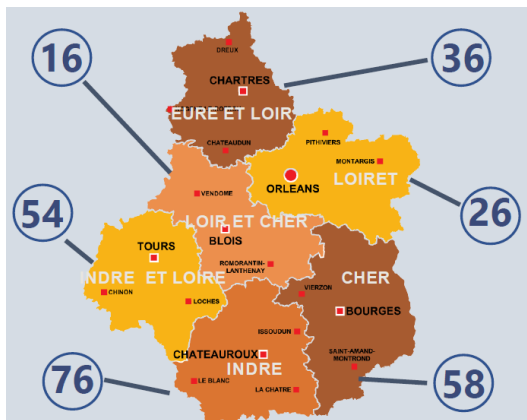 DREUX
16
36
CHARTRES
EURE ET LOIR
CHATEAUDUN
PITHIVIERS
MONTARGIS
ORLEANS
LOIRET
VENDOME
54
26
LOIR ET CHER
BLOIS
TOURS
ROMORANTIN-
LANTHENAY
CHER
INDRE ET LOIRE
CHINON
LOCHES
VIERZON
BOURGES
ISSOUDUN
CHATEAUROUX
INDRE
SAINT-AMAND-
MONTROND
76
LE BLANC
LA CHATRE
58